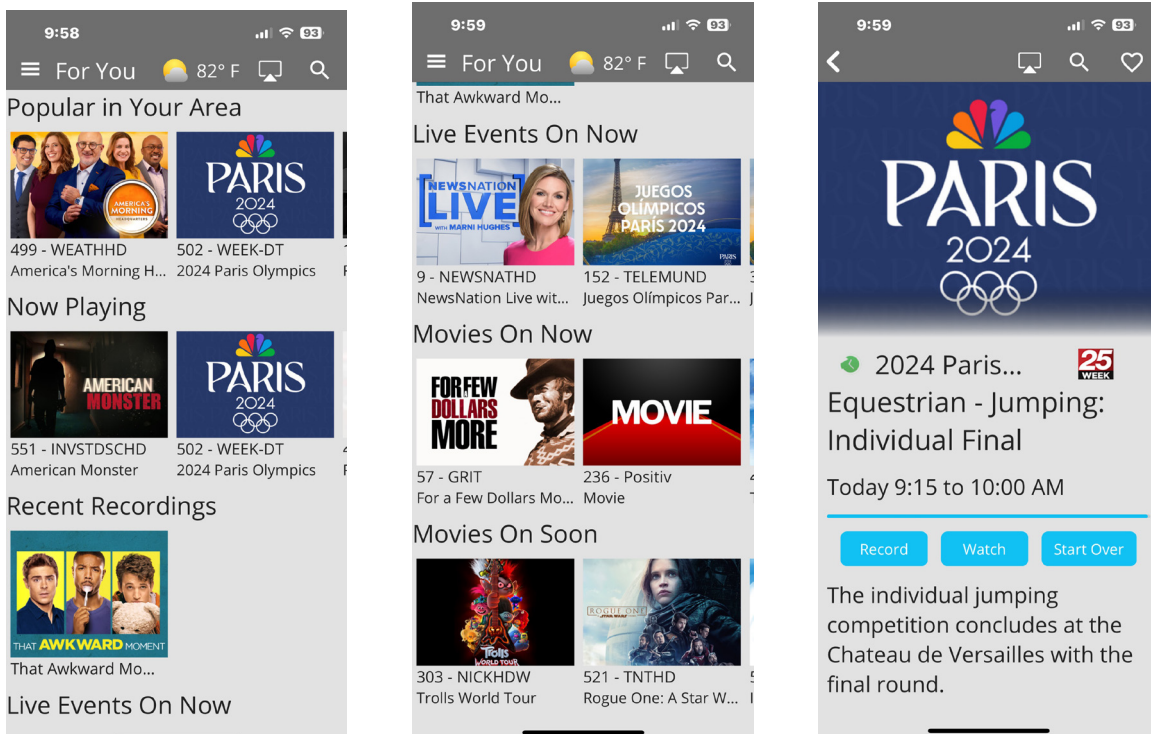 9:58
93
For You
82° F
Popular in Your Area
AMERICA'S
MORNING
HEADQUARTERS
PARIS
2024
499 - WEATHHD
502 - WEEK-DT
America's Morning H...
2024 Paris Olympics
Now Playing
AMERICAN
MONSTER
PARIS
2024
551 - INVSTDSCHD
502 - WEEK-DT
American Monster
2024 Paris Olympics
Recent Recordings
THAT AWKWARD MOMENT
That Awkward Mo...
Live Events On Now
9:59
93
For You
82° F
That Awkward Mo...
Live Events On Now
NEWSNATION
LIVE
WITH MARNI HUGHES
JUEGOS
OLÍMPICOS
PARÍS 2024
PARIS
9 - NEWSNATHD
152 - TELEMUND
NewsNation Live wit...
Juegos Olímpicos Par...
Movies On Now
FOR FEW
DOLLARS
MORE
MOVIE
57 - GRIT
236 - Positiv
For a Few Dollars Mo...
Movie
Movies On Soon
Trolls
WORLD TOUR
ROGUE ONE
STAR WARS
303 - NICKHDW
521 - TNTHD
Trolls World Tour
Rogue One: A Star W...
9:59
93
PARIS
2024
2024 Paris...
25
WEEK
Equestrian - Jumping:
Individual Final
Today 9:15 to 10:00 AM
Record
Watch
Start Over
The individual jumping
competition concludes at the
Chateau de Versailles with the
final round.